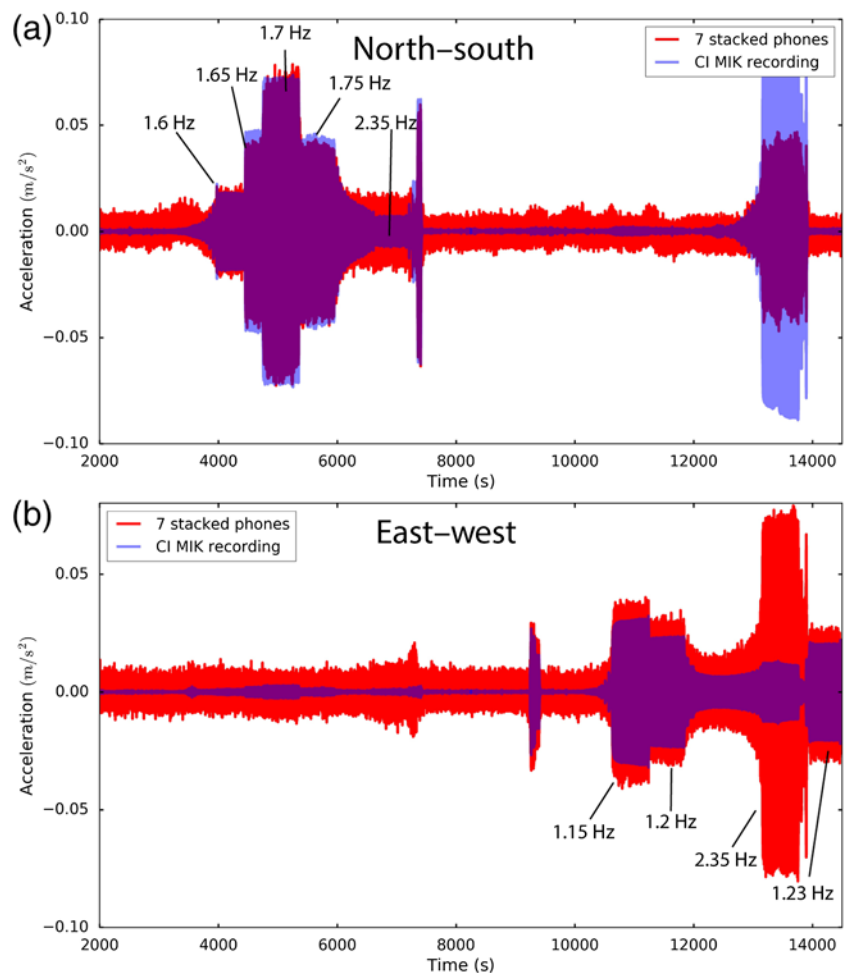 (a)
North–south
7 stacked phones
CI MIK recording
1.6 Hz
1.65 Hz
1.7 Hz
1.75 Hz
2.35 Hz
Acceleration (m/s²)
0.10
0.05
0.00
−0.05
−0.10
2000 4000 6000 8000 10000 12000 14000
Time (s)
(b)
East–west
7 stacked phones
CI MIK recording
Acceleration (m/s²)
0.05
0.00
−0.05
−0.10
1.15 Hz
1.2 Hz
2.35 Hz
1.23 Hz
2000 4000 6000 8000 10000 12000 14000
Time (s)